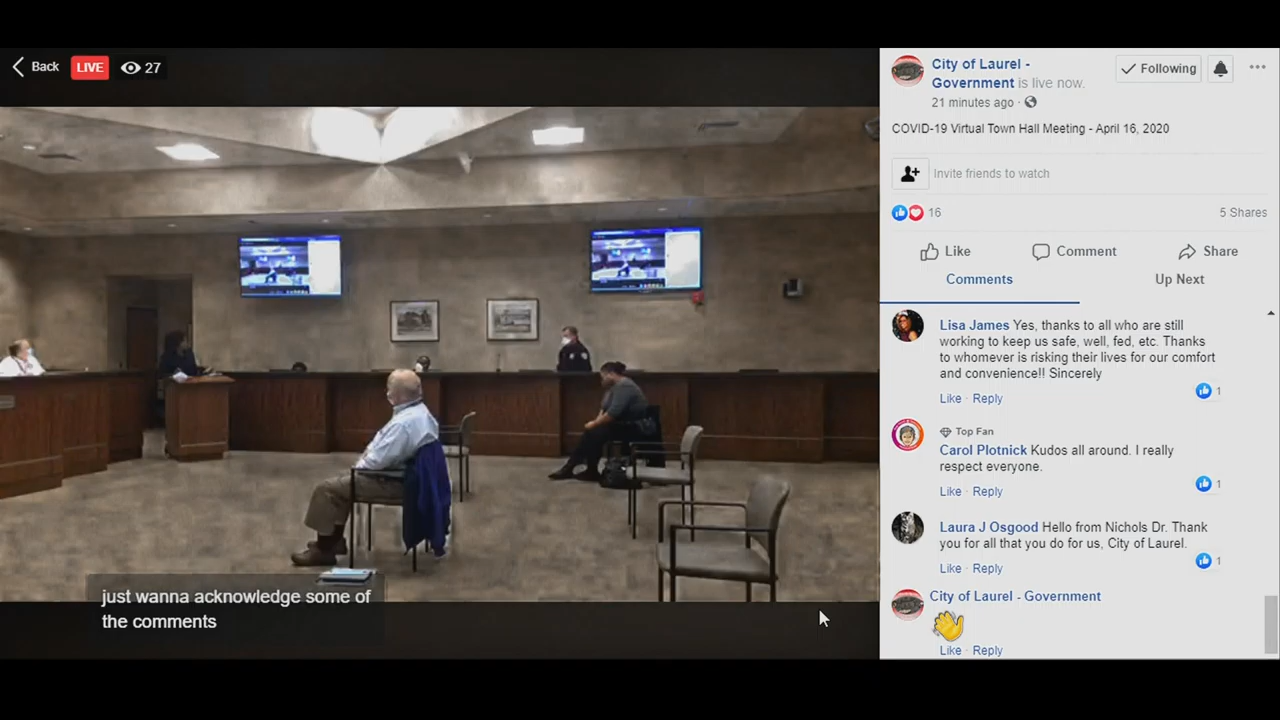 Back
LIVE
27
just wanna acknowledge some of
the comments
City of Laurel -
Government is live now.
21 minutes ago ·
Following
COVID-19 Virtual Town Hall Meeting - April 16, 2020
Invite friends to watch
16
5 Shares
Like
Comment
Share
Comments
Up Next
Lisa James Yes, thanks to all who are still
working to keep us safe, well, fed, etc. Thanks
to whomever is risking their lives for our comfort
and convenience!! Sincerely
1
Like · Reply
Top Fan
Carol Plotnick Kudos all around. I really
respect everyone.
1
Like · Reply
Laura J Osgood Hello from Nichols Dr. Thank
you for all that you do for us, City of Laurel.
1
Like · Reply
City of Laurel - Government
Like · Reply